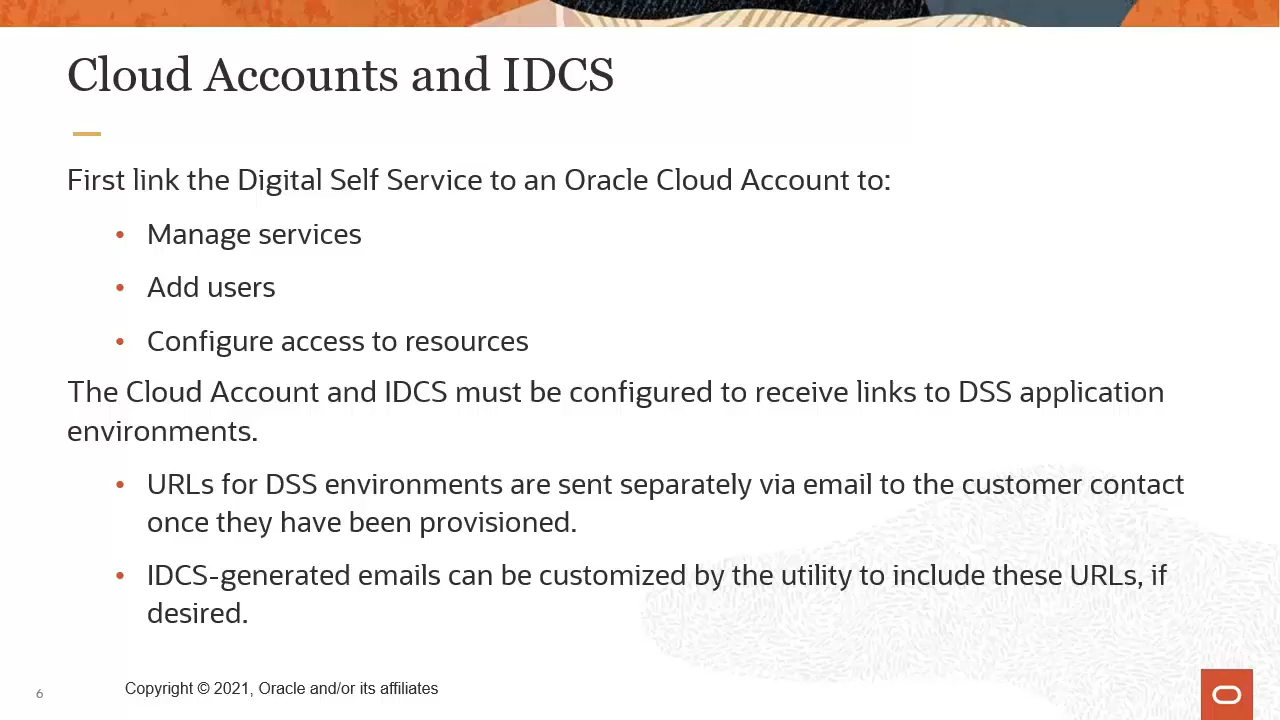 Cloud Accounts and IDCS
First link the Digital Self Service to an Oracle Cloud Account to:
• Manage services
• Add users
• Configure access to resources
The Cloud Account and IDCS must be configured to receive links to DSS application
environments.
• URLs for DSS environments are sent separately via email to the customer contact
once they have been provisioned.
• IDCS-generated emails can be customized by the utility to include these URLs, if
desired.
6
Copyright © 2021, Oracle and/or its affiliates